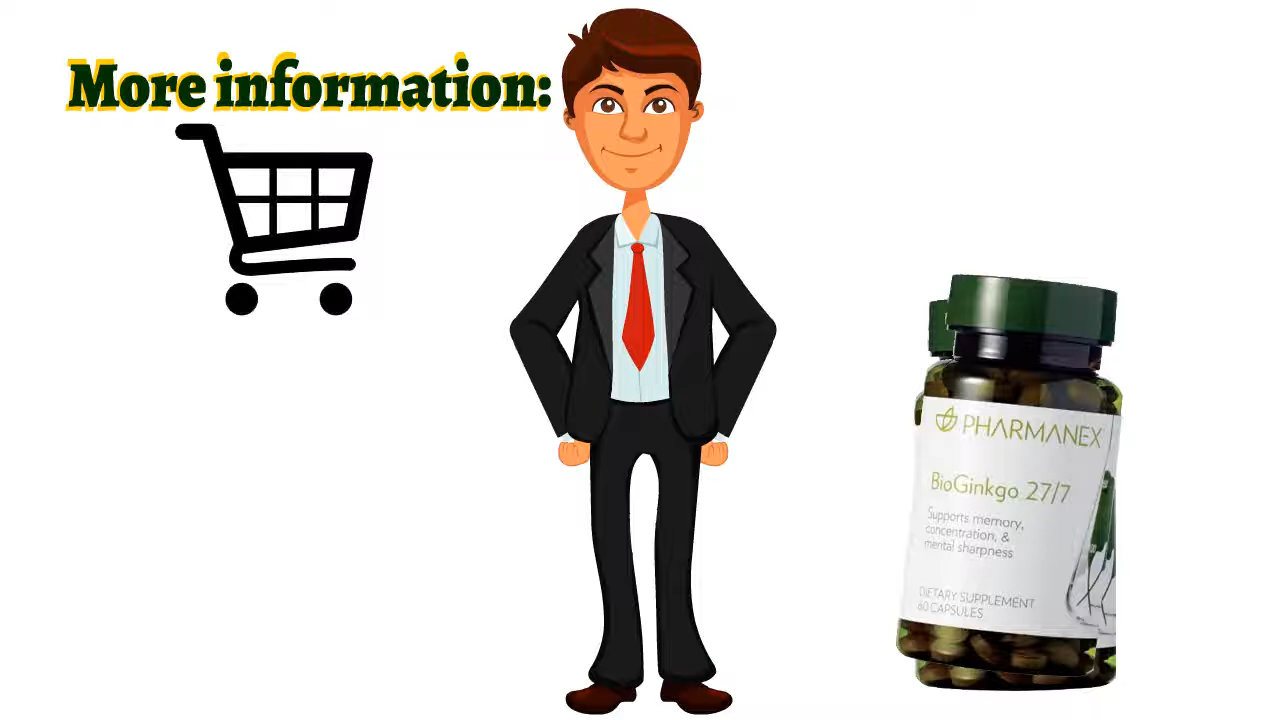 More information:
PHARMANEX
BioGinkgo 27/7
Supports memory,
concentration, &
mental sharpness
DIETARY SUPPLEMENT
60 CAPSULES